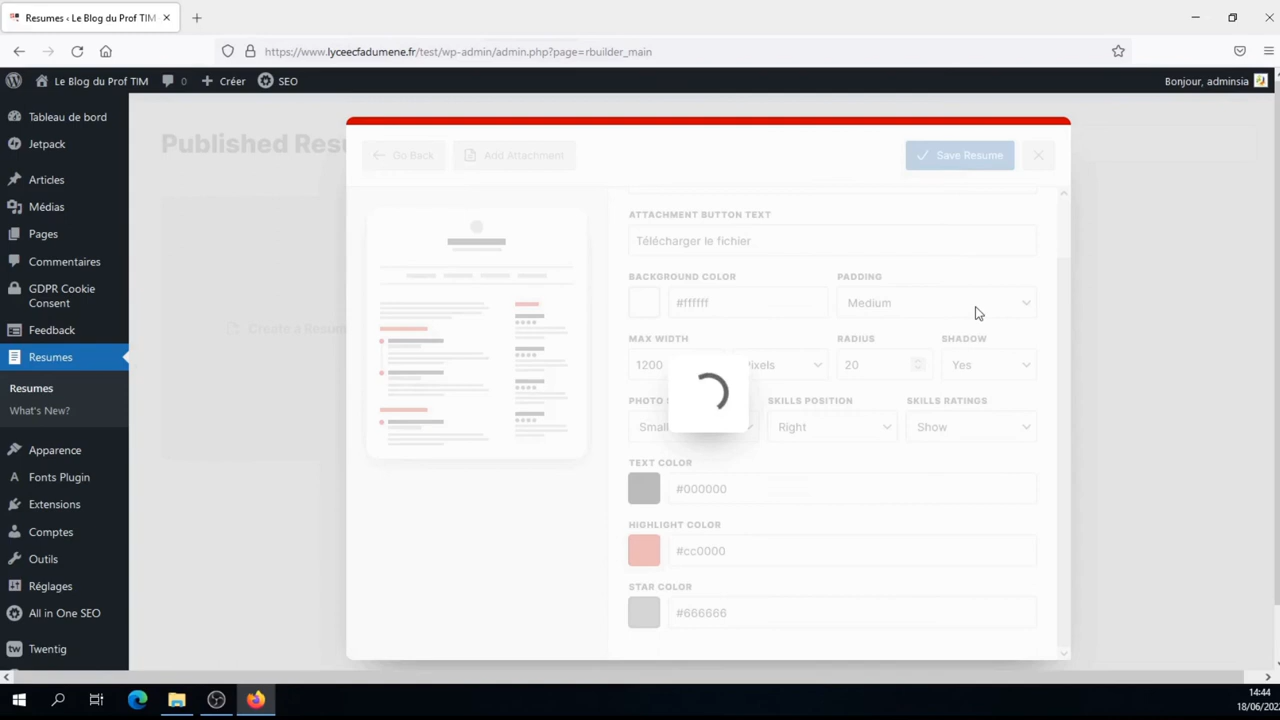 Resumes ‹ Le Blog du Prof TIM
https://www.lyceecfadumene.fr/test/wp-admin/admin.php?page=rbuilder_main
Le Blog du Prof TIM 0 Créer SEO Bonjour, adminsia
Tableau de bord
Jetpack
Articles
Médias
Pages
Commentaires
GDPR Cookie
Consent
Feedback
Resumes
Resumes
What's New?
Apparence
Fonts Plugin
Extensions
Comptes
Outils
Réglages
All in One SEO
Twentig
Published Resu
Create a Resum
Go Back Add Attachment Save Resume
ATTACHMENT BUTTON TEXT
Télécharger le fichier
BACKGROUND COLOR PADDING
#ffffff Medium
MAX WIDTH RADIUS SHADOW
1200 ixels 20 Yes
PHOTO SKILLS POSITION SKILLS RATINGS
Small Right Show
TEXT COLOR
#000000
HIGHLIGHT COLOR
#cc0000
STAR COLOR
#666666
14:44
18/06/202